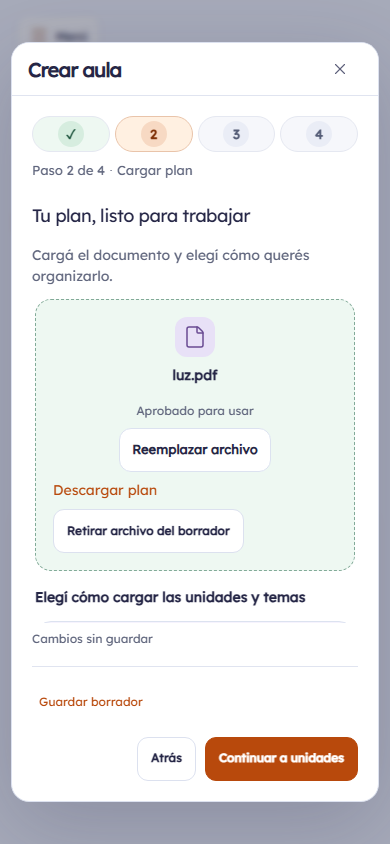 Crear aula
✓
2
3
4
Paso 2 de 4 · Cargar plan
Tu plan, listo para trabajar
Cargá el documento y elegí cómo querés
organizarlo.
luz.pdf
Aprobado para usar
Reemplazar archivo
Descargar plan
Retirar archivo del borrador
Elegí cómo cargar las unidades y temas
Cambios sin guardar
Guardar borrador
Atrás
Continuar a unidades